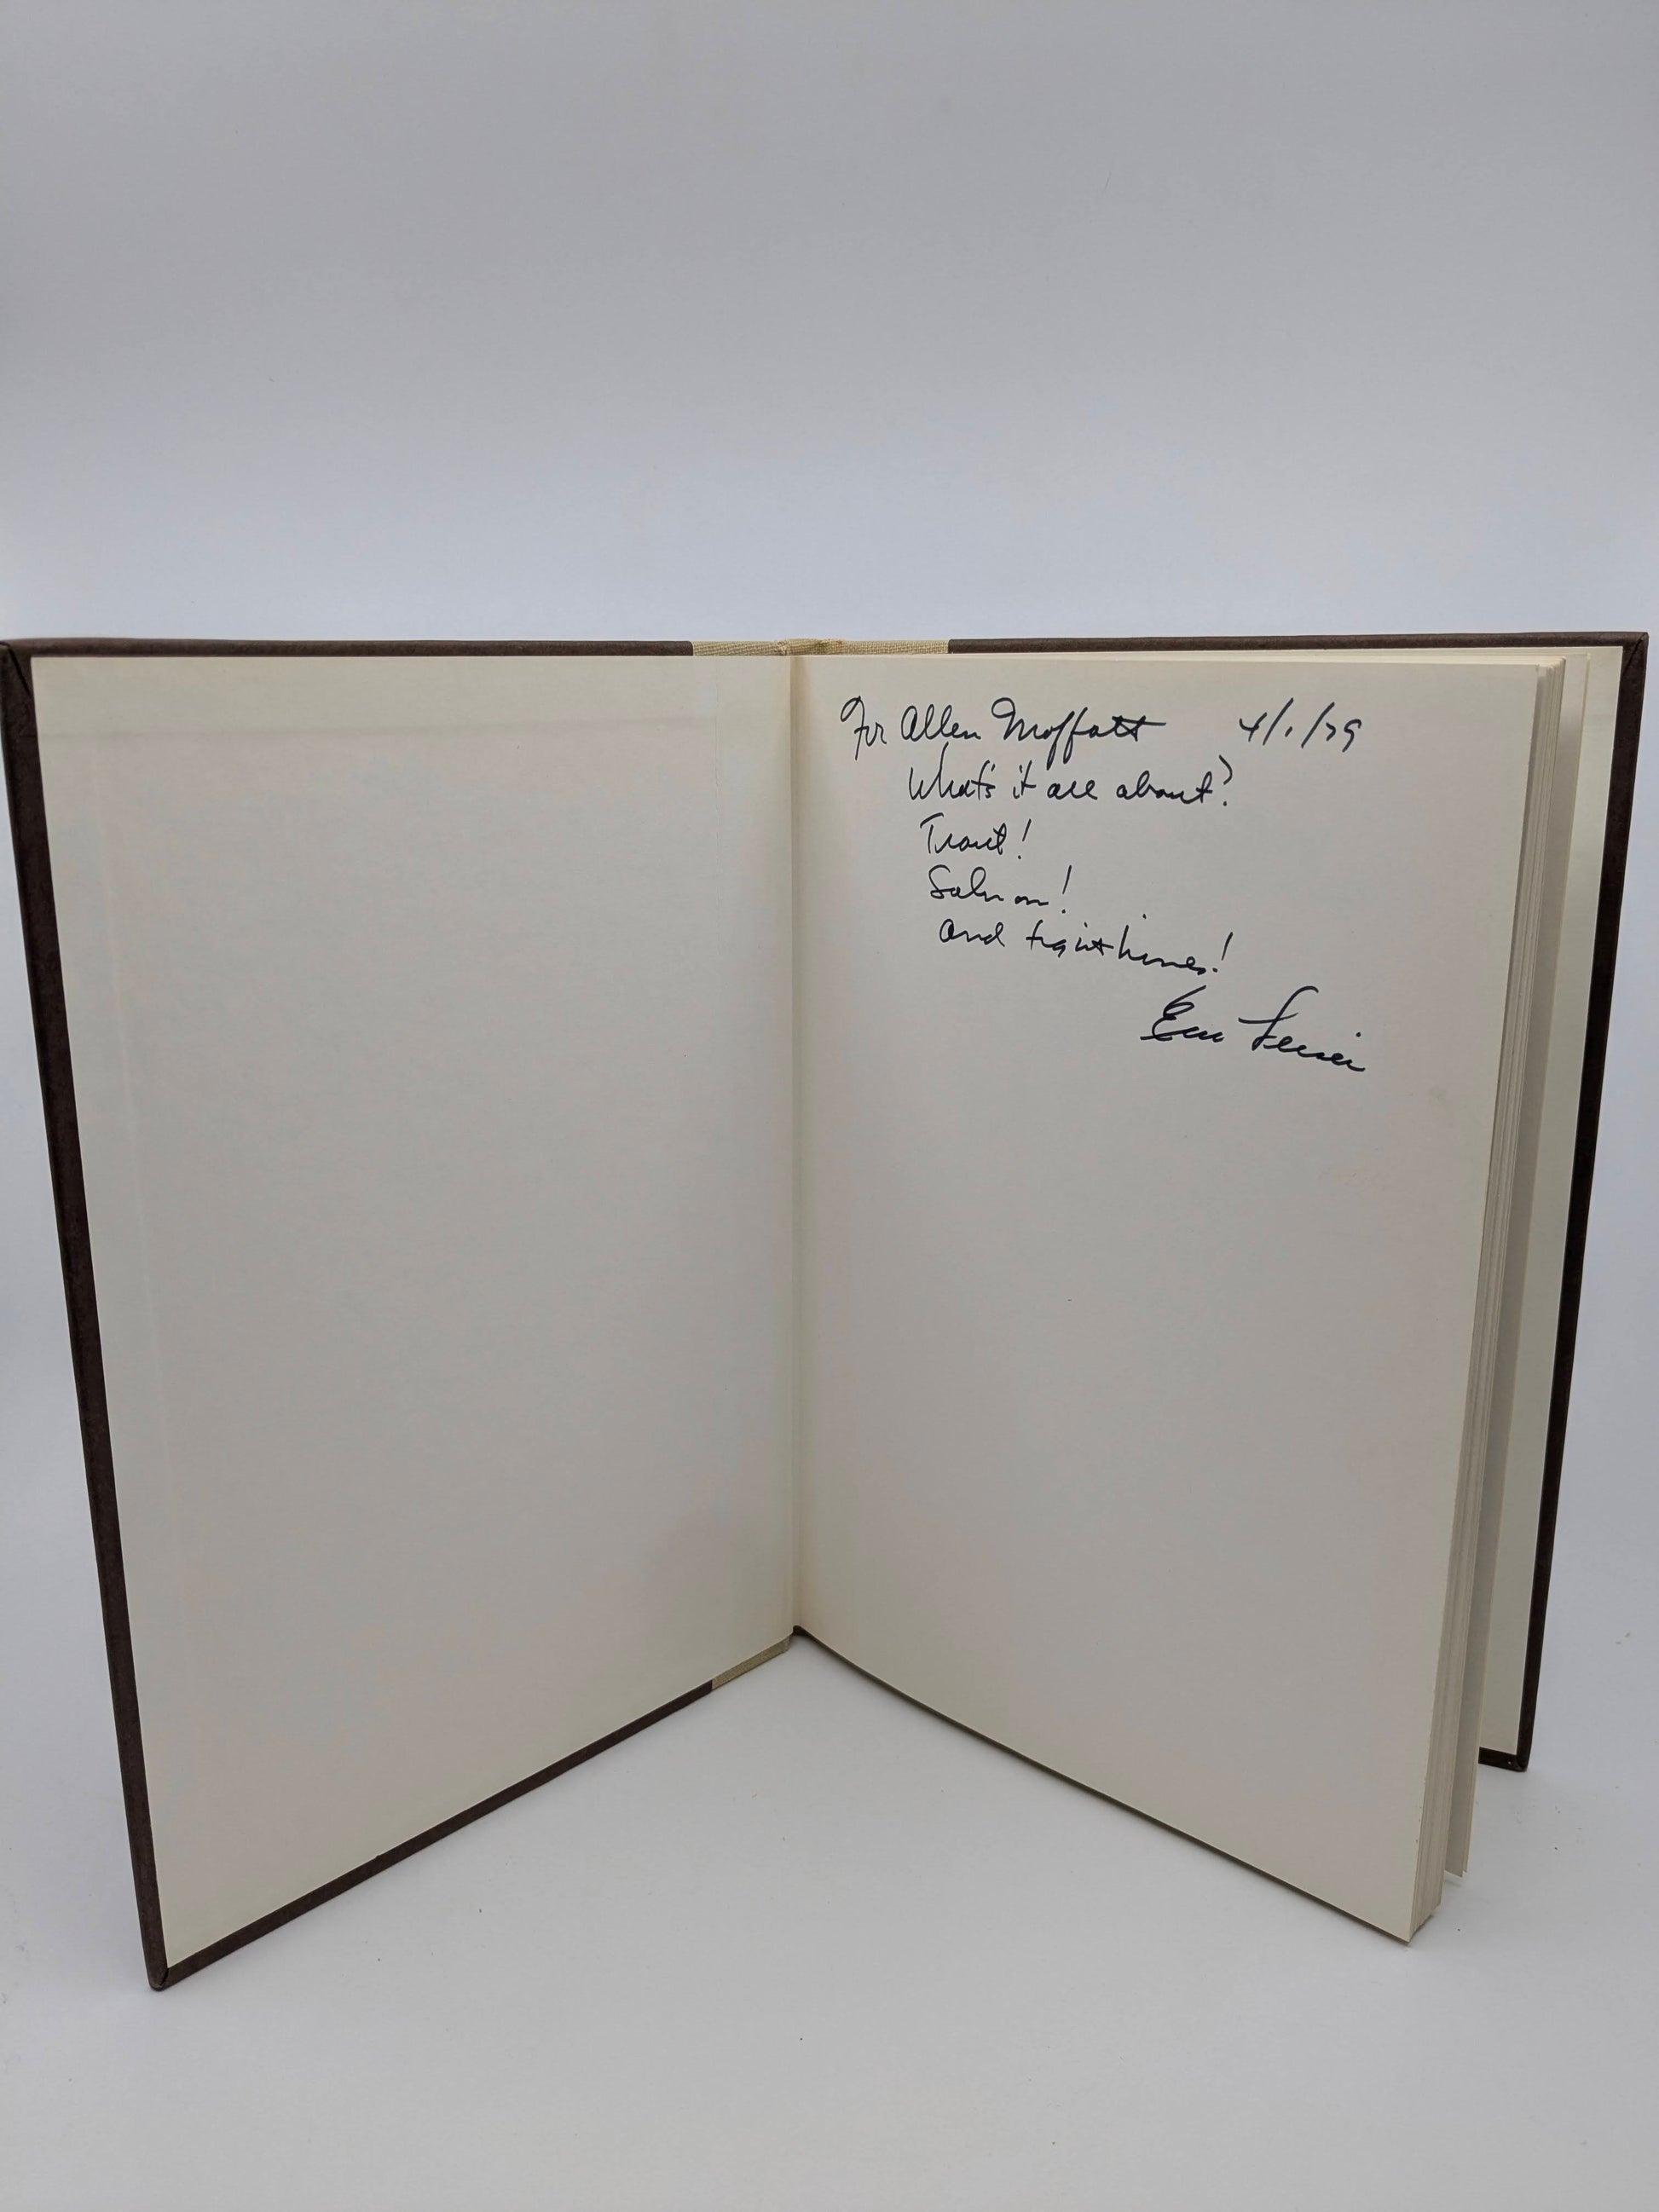 For Allen Moffatt 4/1/79
What's it all about?
Trout!
Salmon!
and tight lines!